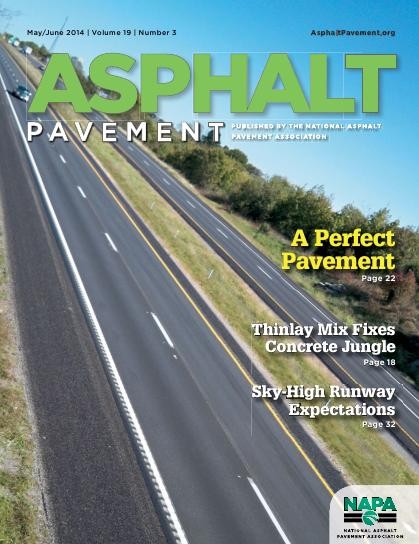 May/June 2014 | Volume 19 | Number 3
AsphaltPavement.org
ASPHALT
PAVEMENT
PUBLISHED BY THE NATIONAL ASPHALT
PAVEMENT ASSOCIATION
A Perfect
Pavement
Page 22
Thinlay Mix Fixes
Concrete Jungle
Page 18
Sky-High Runway
Expectations
Page 32
NAPA
NATIONAL ASPHALT
PAVEMENT ASSOCIATION